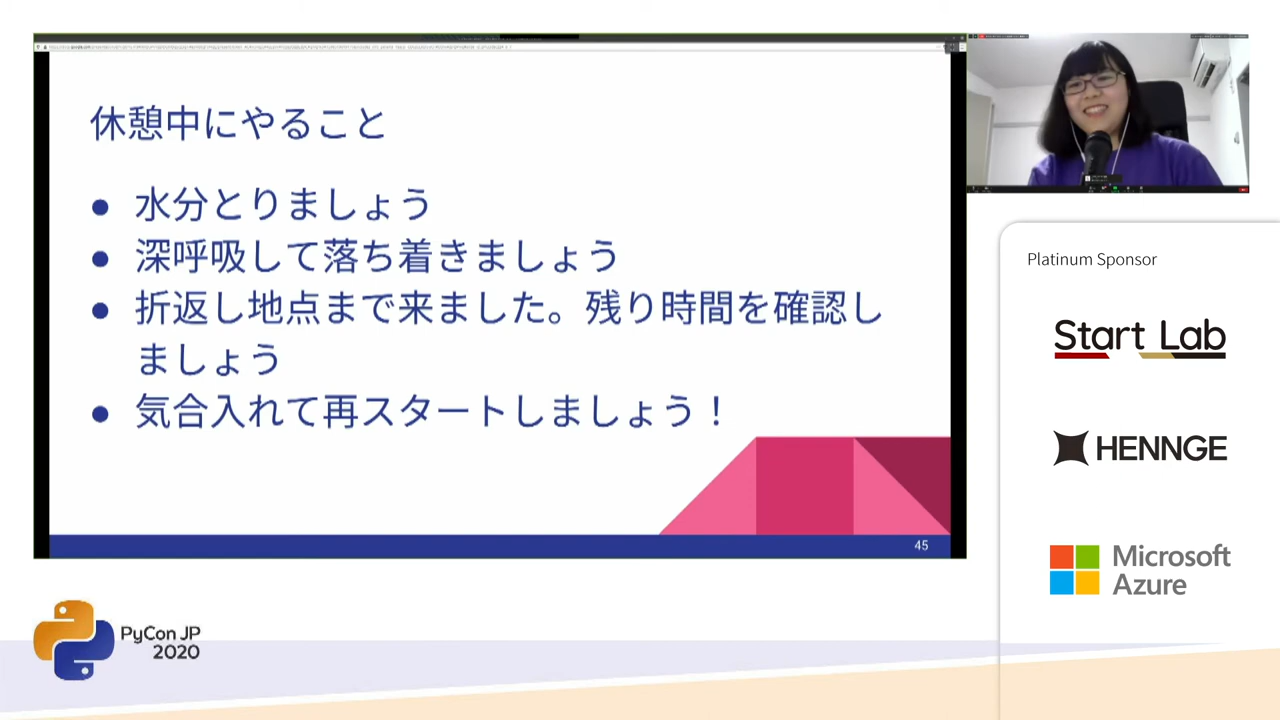 休憩中にやること
● 水分とりましょう
● 深呼吸して落ち着きましょう
● 折返し地点まで来ました。残り時間を確認し
ましょう
● 気合入れて再スタートしましょう！
45
Platinum Sponsor
Start Lab
HENNGE
Microsoft
Azure
PyCon JP
2020